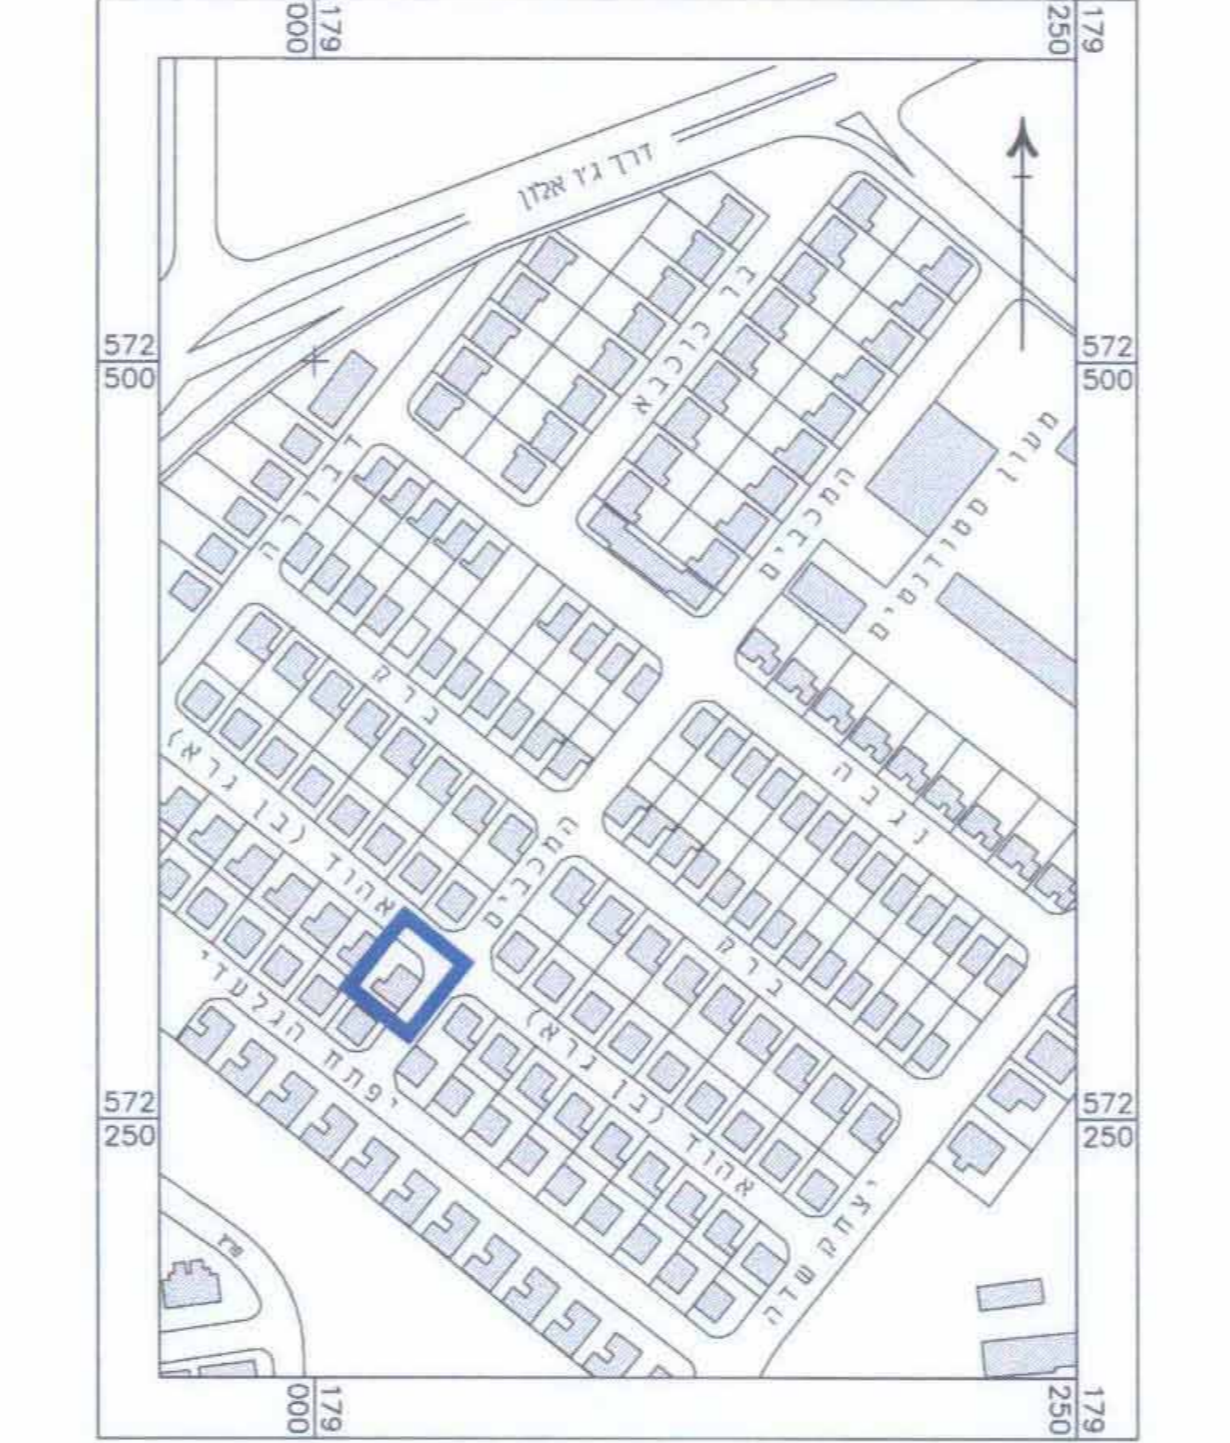 179
000
179
250
דרך ג'ו אלון
בר כוכבא
572
500
572
500
דבורה
המכבים
מעון סטודנטים
ברק
נגבה
אהוד (בן גרא)
המכבים
ברק
יפתח הגלעדי
אהוד (בן גרא)
572
250
572
250
יצחק שדה
179
000
179
250